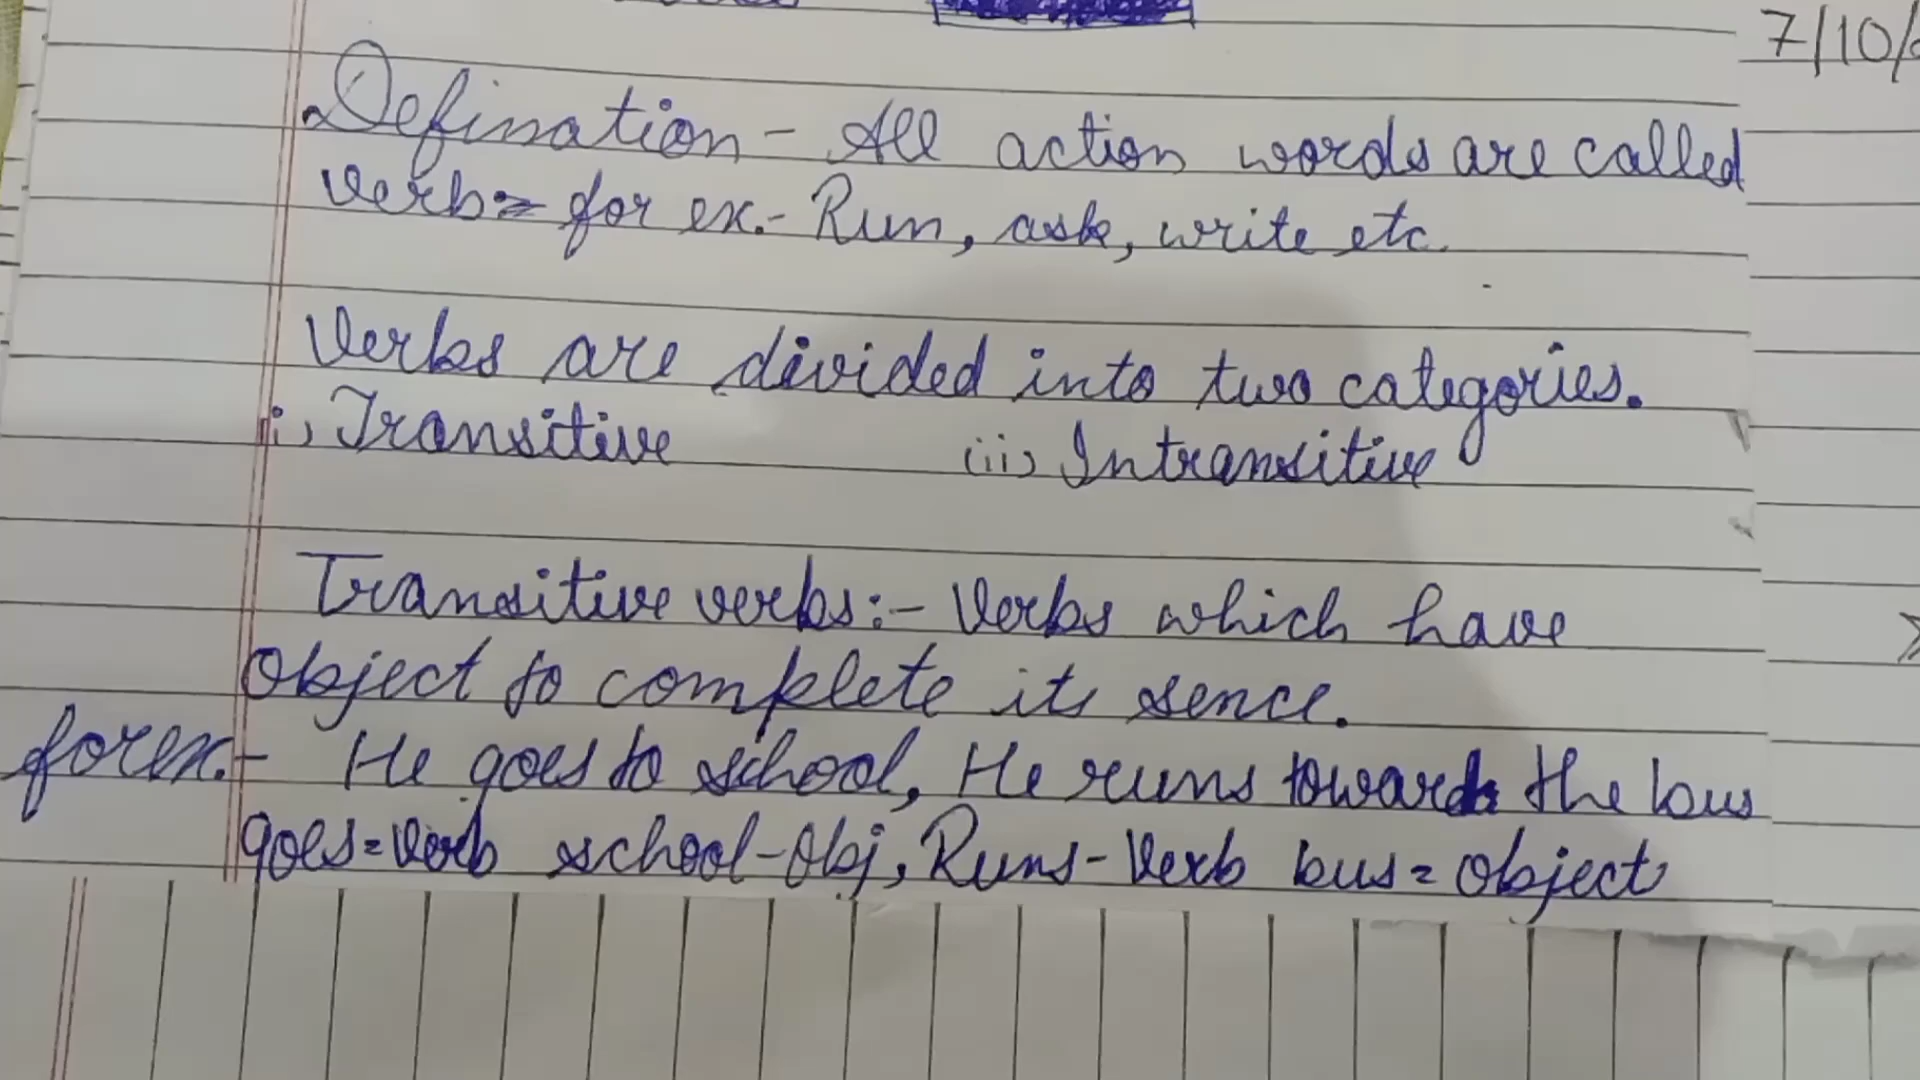 7/10/
Defination - All action words are called
verb= for ex.- Run, ask, write etc.
Verbs are divided into two categories.
i) Transitive (ii) Intransitive
Transitive verbs:- Verbs which have
object to complete its sence.
for ex.- He goes to school, He runs towards the bus
goes=verb school-Obj, Runs-Verb bus=object